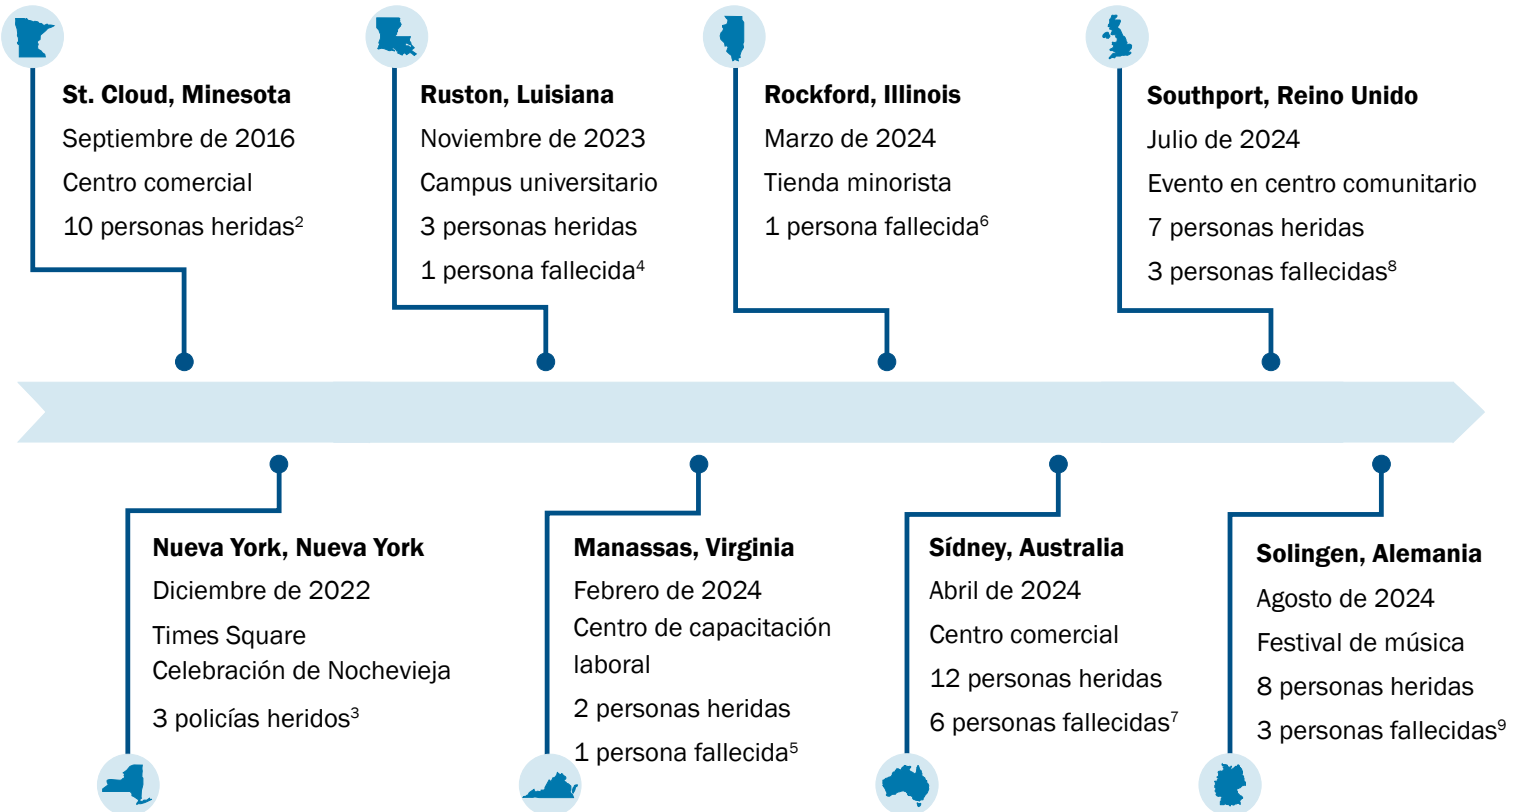 St. Cloud, Minesota
Septiembre de 2016
Centro comercial
10 personas heridas²
Ruston, Luisiana
Noviembre de 2023
Campus universitario
3 personas heridas
1 persona fallecida⁴
Rockford, Illinois
Marzo de 2024
Tienda minorista
1 persona fallecida⁶
Southport, Reino Unido
Julio de 2024
Evento en centro comunitario
7 personas heridas
3 personas fallecidas⁸
Nueva York, Nueva York
Diciembre de 2022
Times Square
Celebración de Nochevieja
3 policías heridos³
Manassas, Virginia
Febrero de 2024
Centro de capacitación
laboral
2 personas heridas
1 persona fallecida⁵
Sídney, Australia
Abril de 2024
Centro comercial
12 personas heridas
6 personas fallecidas⁷
Solingen, Alemania
Agosto de 2024
Festival de música
8 personas heridas
3 personas fallecidas⁹